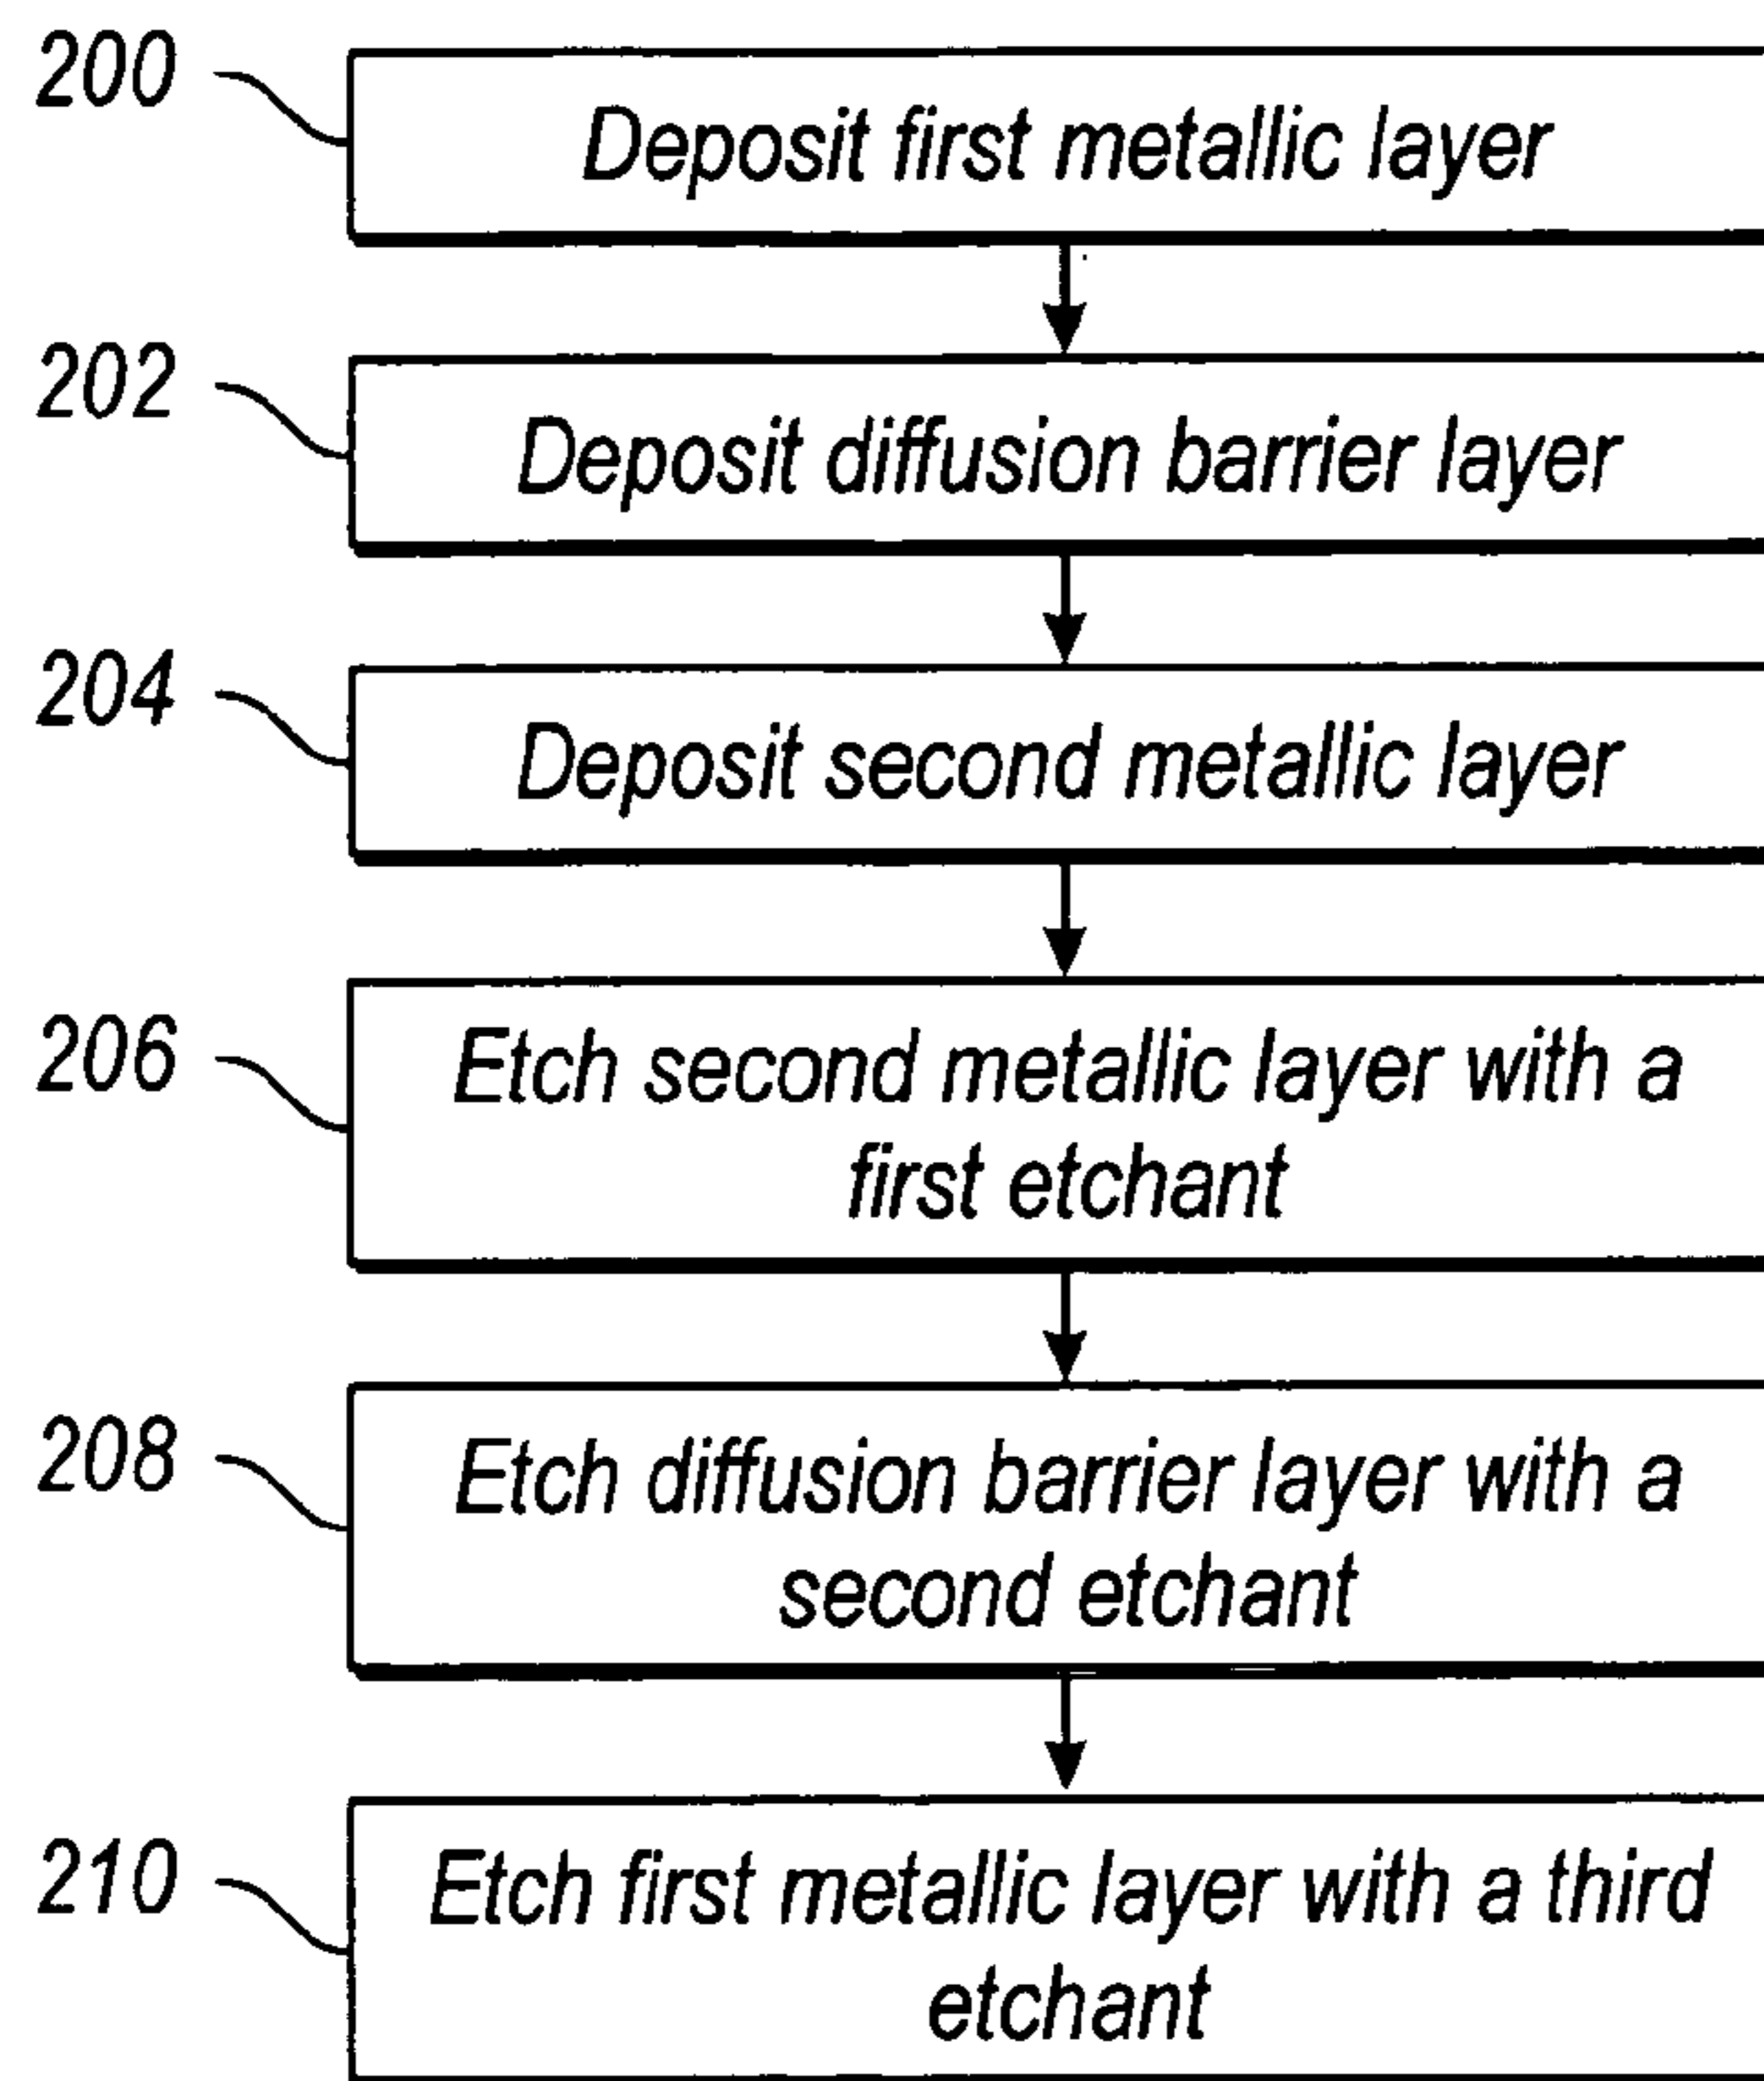 200
Deposit first metallic layer
202
Deposit diffusion barrier layer
204
Deposit second metallic layer
206
Etch second metallic layer with a
first etchant
208
Etch diffusion barrier layer with a
second etchant
210
Etch first metallic layer with a third
etchant